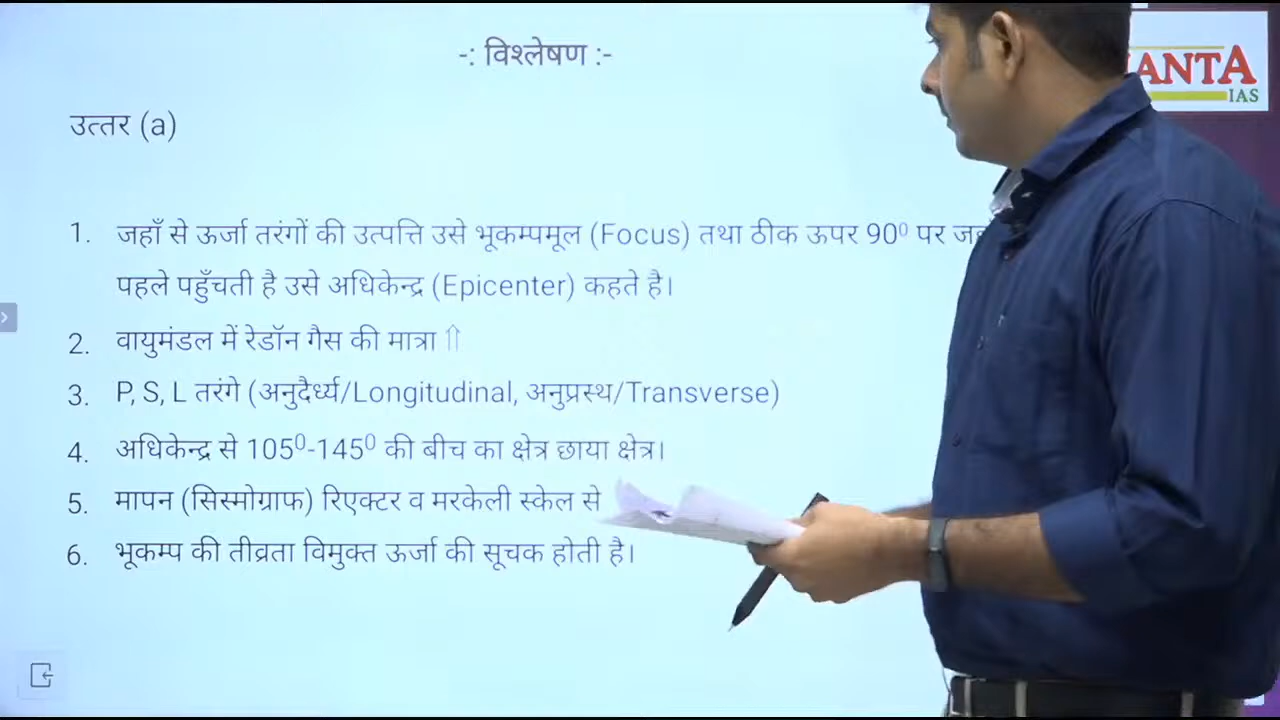 -: विश्लेषण :-
ANTA
IAS
उत्तर (a)
1. जहाँ से ऊर्जा तरंगों की उत्पत्ति उसे भूकम्पमूल (Focus) तथा ठीक ऊपर 90⁰ पर
पहले पहुँचती है उसे अधिकेन्द्र (Epicenter) कहते है।
2. वायुमंडल में रेडॉन गैस की मात्रा ⇑
3. P, S, L तरंगे (अनुदैर्ध्य/Longitudinal, अनुप्रस्थ/Transverse)
4. अधिकेन्द्र से 105⁰-145⁰ की बीच का क्षेत्र छाया क्षेत्र।
5. मापन (सिस्मोग्राफ) रिएक्टर व मरकेली स्केल से
6. भूकम्प की तीव्रता विमुक्त ऊर्जा की सूचक होती है।